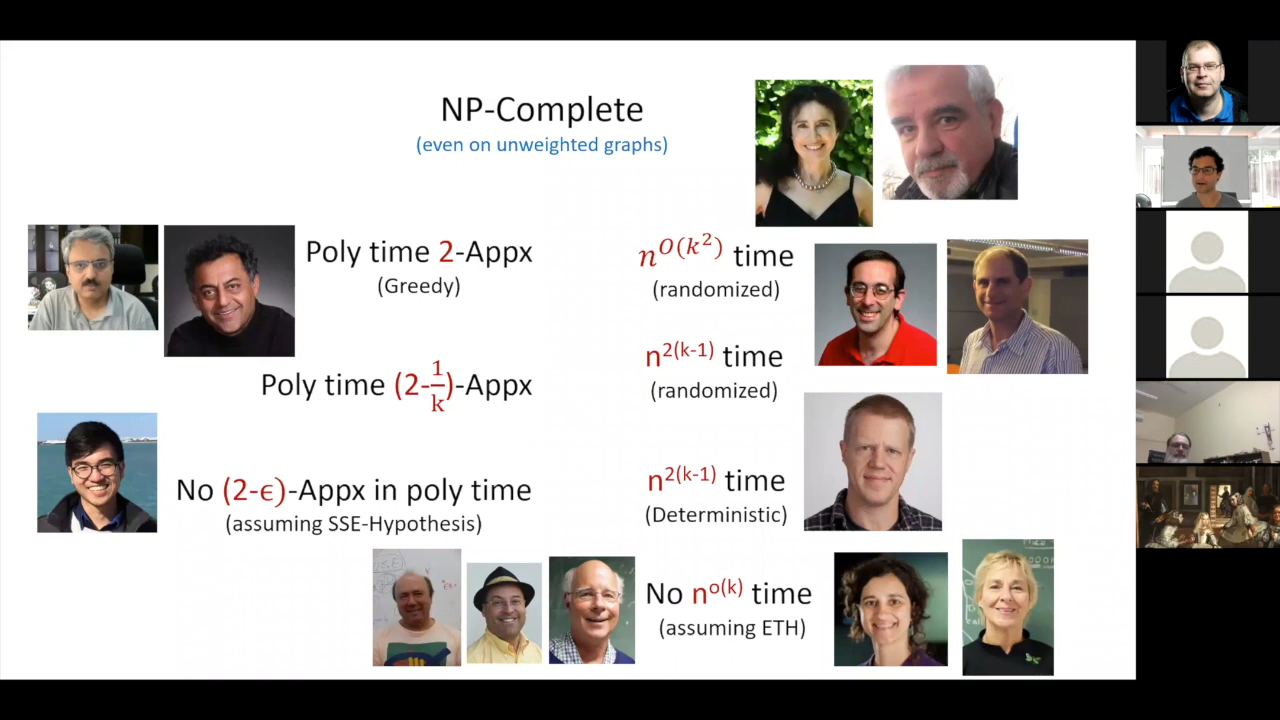 NP-Complete
(even on unweighted graphs)
Poly time 2-Appx
(Greedy)
Poly time (2-1/k)-Appx
No (2-ϵ)-Appx in poly time
(assuming SSE-Hypothesis)
n^O(k^2) time
(randomized)
n^2(k-1) time
(randomized)
n^2(k-1) time
(Deterministic)
No n^o(k) time
(assuming ETH)